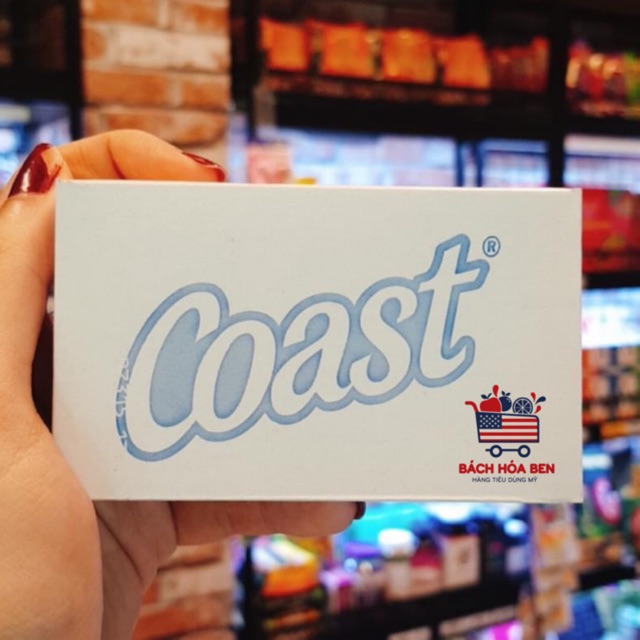 Coast®
BÁCH HÓA BEN
HÀNG TIÊU DÙNG MỸ